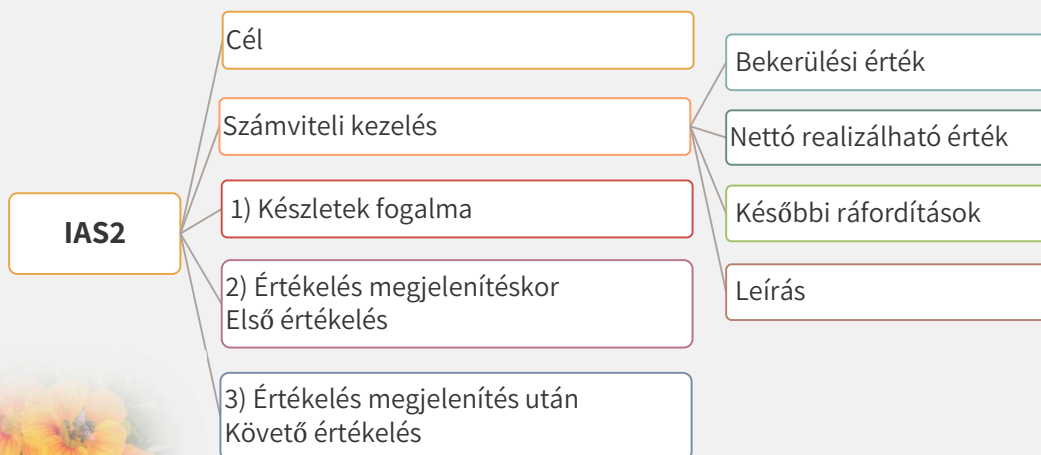 IAS2
Cél
Számviteli kezelés
1) Készletek fogalma
2) Értékelés megjelenítéskor
Első értékelés
3) Értékelés megjelenítés után
Követő értékelés
Bekerülési érték
Nettó realizálható érték
Későbbi ráfordítások
Leírás